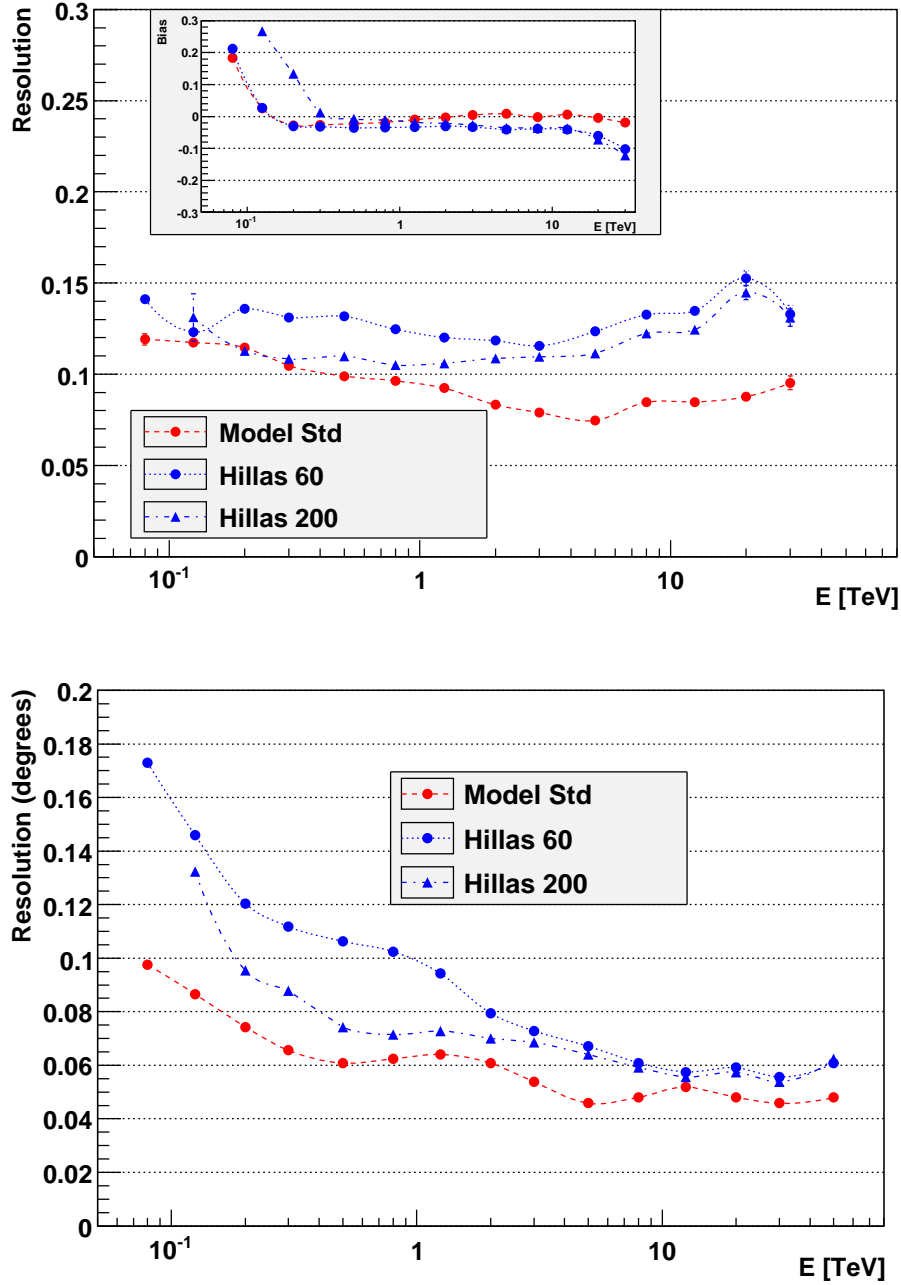 Resolution
0.3
0.25
0.2
0.15
0.1
0.05
0
Bias
0.3
0.2
0.1
0
-0.1
-0.2
-0.3
10-1
1
10
E [TeV]
Model Std
Hillas 60
Hillas 200
10-1
1
10
E [TeV]
Resolution (degrees)
0.2
0.18
0.16
0.14
0.12
0.1
0.08
0.06
0.04
0.02
0
Model Std
Hillas 60
Hillas 200
10-1
1
10
E [TeV]